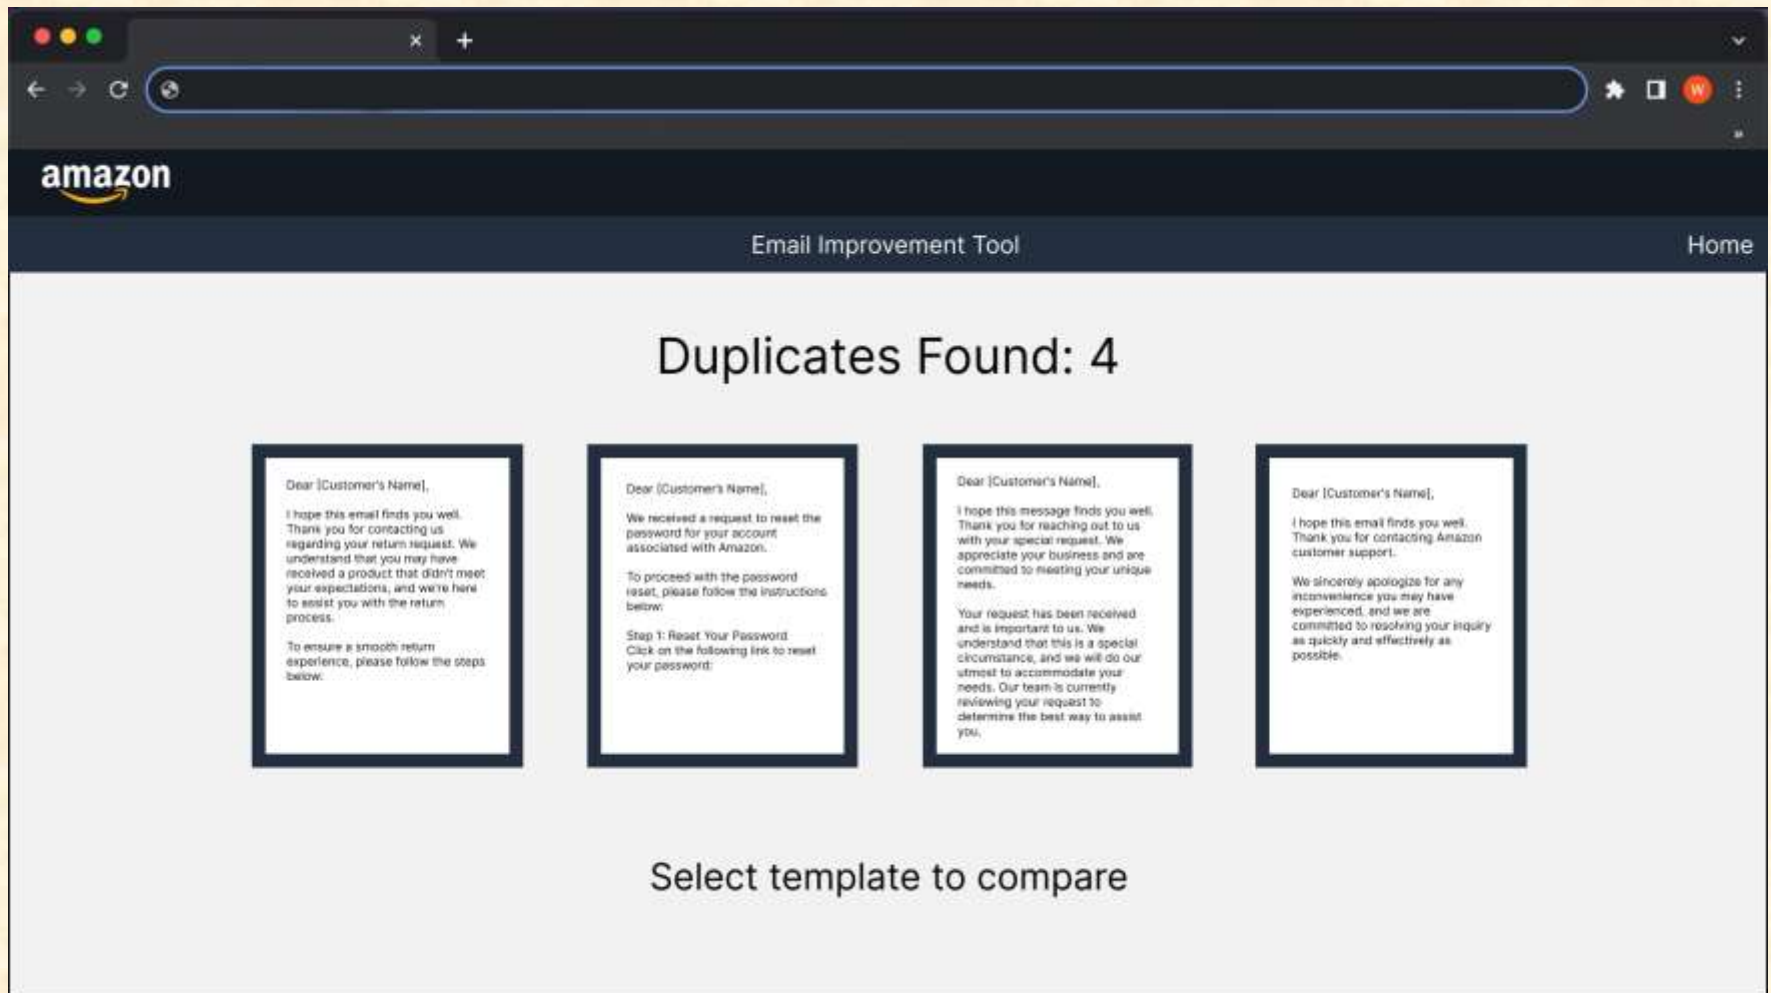 W
amazon
Email Improvement Tool
Home
Duplicates Found: 4
Dear [Customer's Name],
I hope this email finds you well.
Thank you for contacting us
regarding your return request. We
understand that you may have
received a product that didn't meet
your expectations, and we're here
to assist you with the return
process.
To ensure a smooth return
experience, please follow the steps
below:
Dear [Customer's Name],
We received a request to reset the
password for your account
associated with Amazon.
To proceed with the password
reset, please follow the instructions
below:
Step 1: Reset Your Password
Click on the following link to reset
your password:
Dear [Customer's Name],
I hope this message finds you well.
Thank you for reaching out to us
with your special request. We
appreciate your business and are
committed to meeting your unique
needs.
Your request has been received
and is important to us. We
understand that this is a special
circumstance, and we will do our
utmost to accommodate your
needs. Our team is currently
reviewing your request to
determine the best way to assist
you.
Dear [Customer's Name],
I hope this email finds you well.
Thank you for contacting Amazon
customer support.
We sincerely apologize for any
inconvenience you may have
experienced, and we are
committed to resolving your inquiry
as quickly and effectively as
possible.
Select template to compare